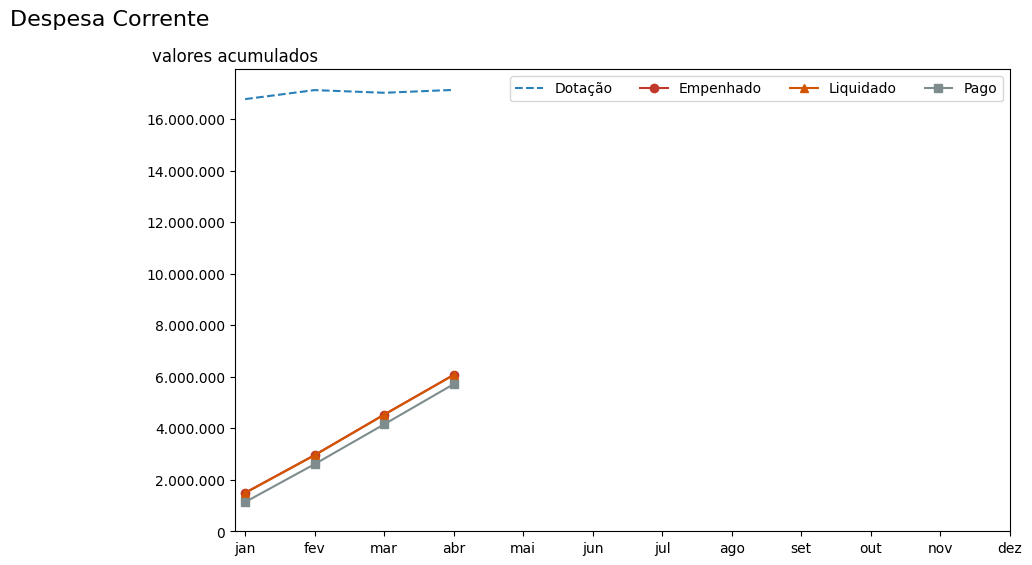 Despesa Corrente
valores acumulados
Dotação Empenhado Liquidado Pago
16.000.000
14.000.000
12.000.000
10.000.000
8.000.000
6.000.000
4.000.000
2.000.000
0
jan fev mar abr mai jun jul ago set out nov dez